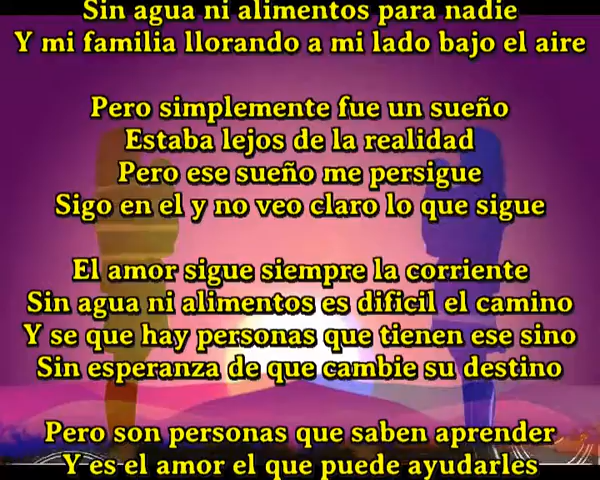 Sin agua ni alimentos para nadie
Y mi familia llorando a mi lado bajo el aire
Pero simplemente fue un sueño
Estaba lejos de la realidad
Pero ese sueño me persigue
Sigo en el y no veo claro lo que sigue
El amor sigue siempre la corriente
Sin agua ni alimentos es dificil el camino
Y se que hay personas que tienen ese sino
Sin esperanza de que cambie su destino
Pero son personas que saben aprender
Y es el amor el que puede ayudarles